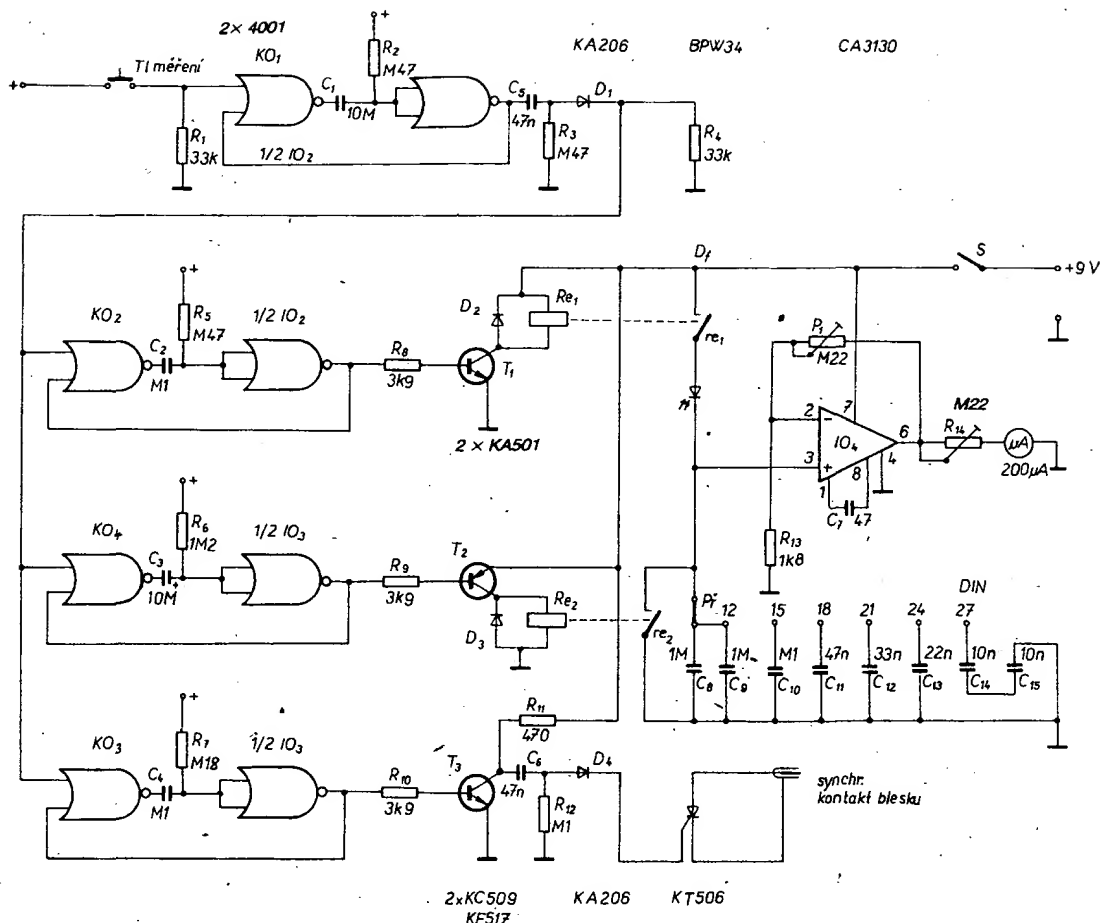 2× 4001
KO1
+
R2
M47
KA206
BPW34
CA3130
+
Tl měření
C1
10M
C5
47n
D1
R1
33k
1/2 IO2
R3
M47
R4
33k
+
KO2
R5
M47
1/2 IO2
C2
M1
R8
3k9
D2
Re1
T1
2 × KA501
Df
re1
S
+9 V
P1
M22
2
-
7
3
+
IO4
6
1
8
4
C7
47
M22
R14
µA
200µA
R13
1k8
+
KO4
R6
1M2
1/2 IO3
C3
10M
+
R9
3k9
T2
Re2
D3
re2
Př
DIN
12
15
18
21
24
27
1M
C8
1M
C9
M1
C10
47n
C11
33n
C12
22n
C13
10n
C14
10n
C15
+
KO3
R7
M18
1/2 IO3
C4
M1
R10
3k9
T3
R11
470
C6
47n
D4
R12
M1
synchr.
kontakt blesku
2xKC509
KF517
KA206
KT506